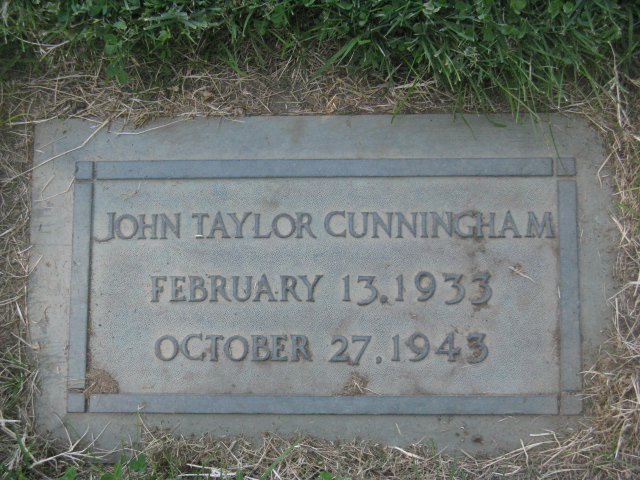 JOHN TAYLOR CUNNINGHAM
FEBRUARY 13, 1933
OCTOBER 27, 1943